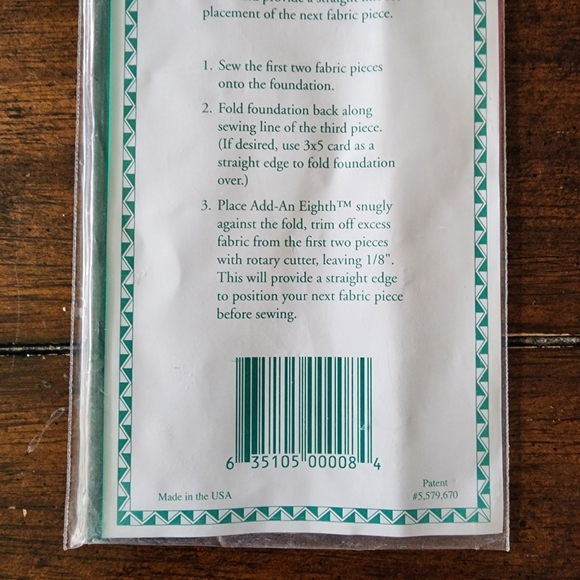 provide a straight
placement of the next fabric piece.
1. Sew the first two fabric pieces
onto the foundation.
2. Fold foundation back along
sewing line of the third piece.
(If desired, use 3x5 card as a
straight edge to fold foundation
over.)
3. Place Add-An Eighth™ snugly
against the fold, trim off excess
fabric from the first two pieces
with rotary cutter, leaving 1/8".
This will provide a straight edge
to position your next fabric piece
before sewing.
6 35105 00008 4
Made in the USA
Patent
#5,579,670